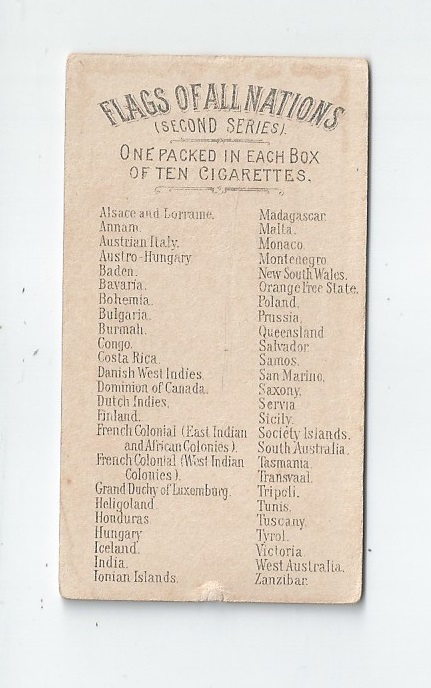 FLAGS OF ALL NATIONS
(SECOND SERIES).
ONE PACKED IN EACH BOX
OF TEN CIGARETTES.
Alsace and Lorraine.
Annam.
Austrian Italy.
Austro-Hungary
Baden.
Bavaria.
Bohemia.
Bulgaria.
Burmah.
Congo.
Costa Rica.
Danish West Indies.
Dominion of Canada.
Dutch Indies.
Finland.
French Colonial (East Indian
and African Colonies).
French Colonial (West Indian
Colonies).
Grand Duchy of Luxemburg.
Heligoland.
Honduras.
Hungary
Iceland.
India.
Ionian Islands.
Madagascar.
Malta.
Monaco.
Montenegro.
New South Wales.
Orange Free State.
Poland.
Prussia.
Queensland
Salvador.
Samos.
San Marino.
Saxony.
Servia
Sicily.
Society Islands.
South Australia.
Tasmania.
Transvaal.
Tripoli.
Tunis.
Tuscany.
Tyrol.
Victoria.
West Australia.
Zanzibar.